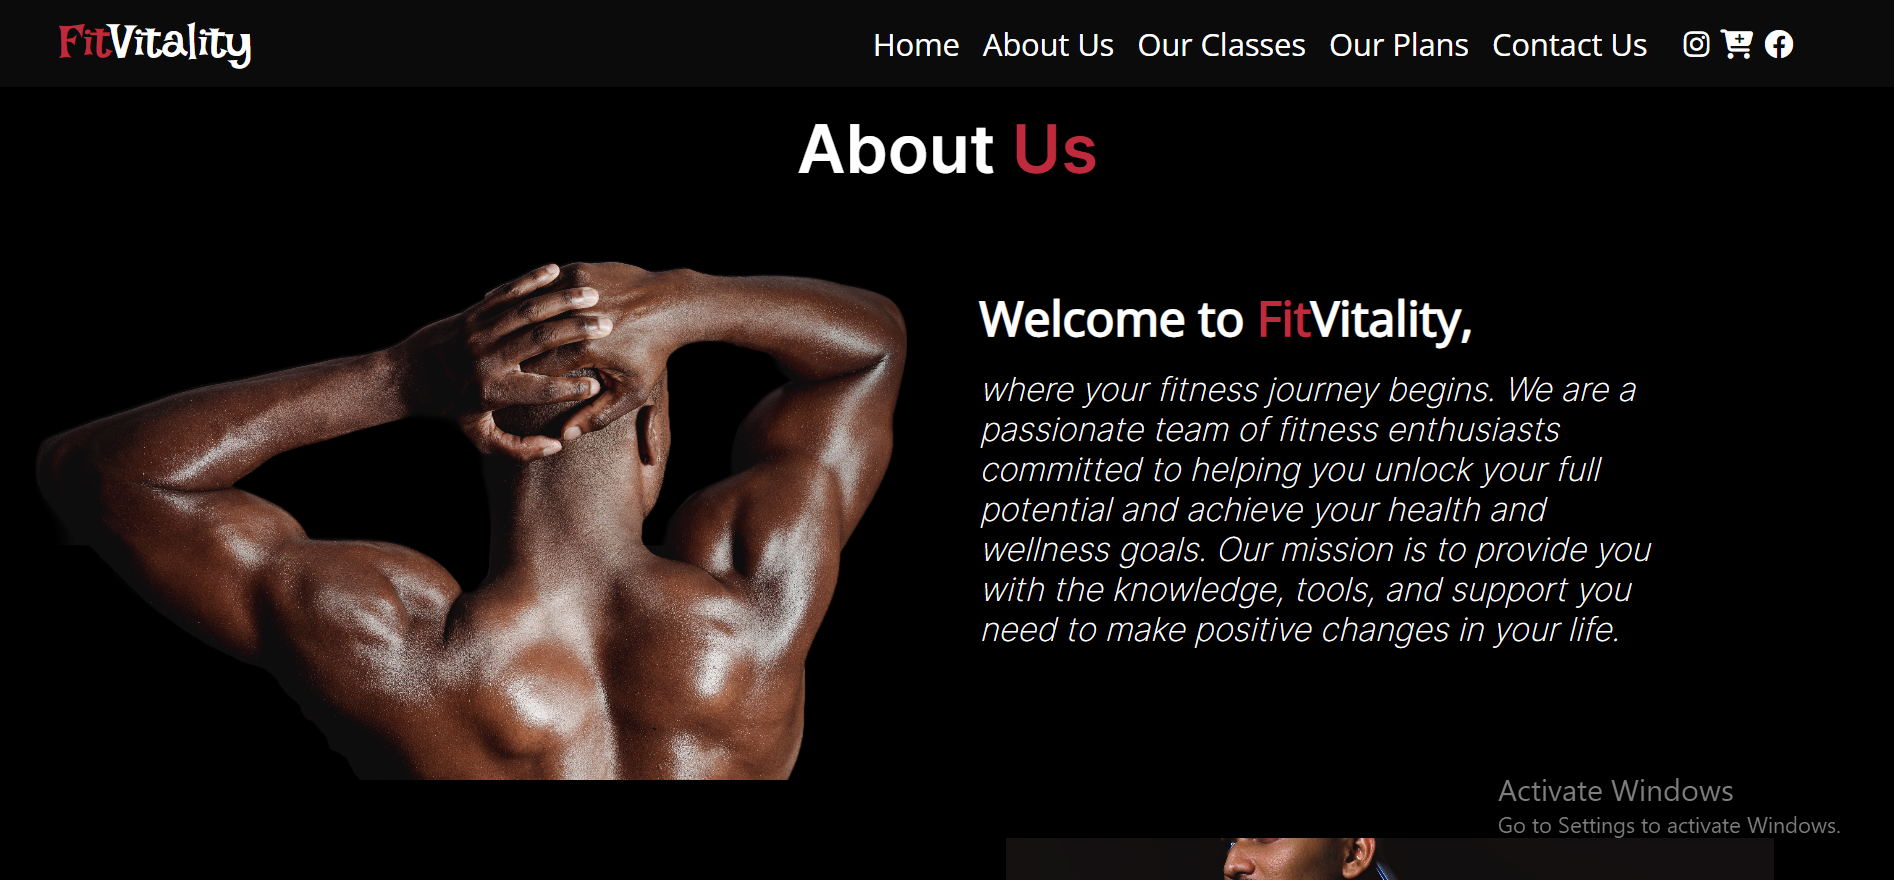 FitVitality
Home About Us Our Classes Our Plans Contact Us
About Us
Welcome to FitVitality,
where your fitness journey begins. We are a
passionate team of fitness enthusiasts
committed to helping you unlock your full
potential and achieve your health and
wellness goals. Our mission is to provide you
with the knowledge, tools, and support you
need to make positive changes in your life.
Activate Windows
Go to Settings to activate Windows.